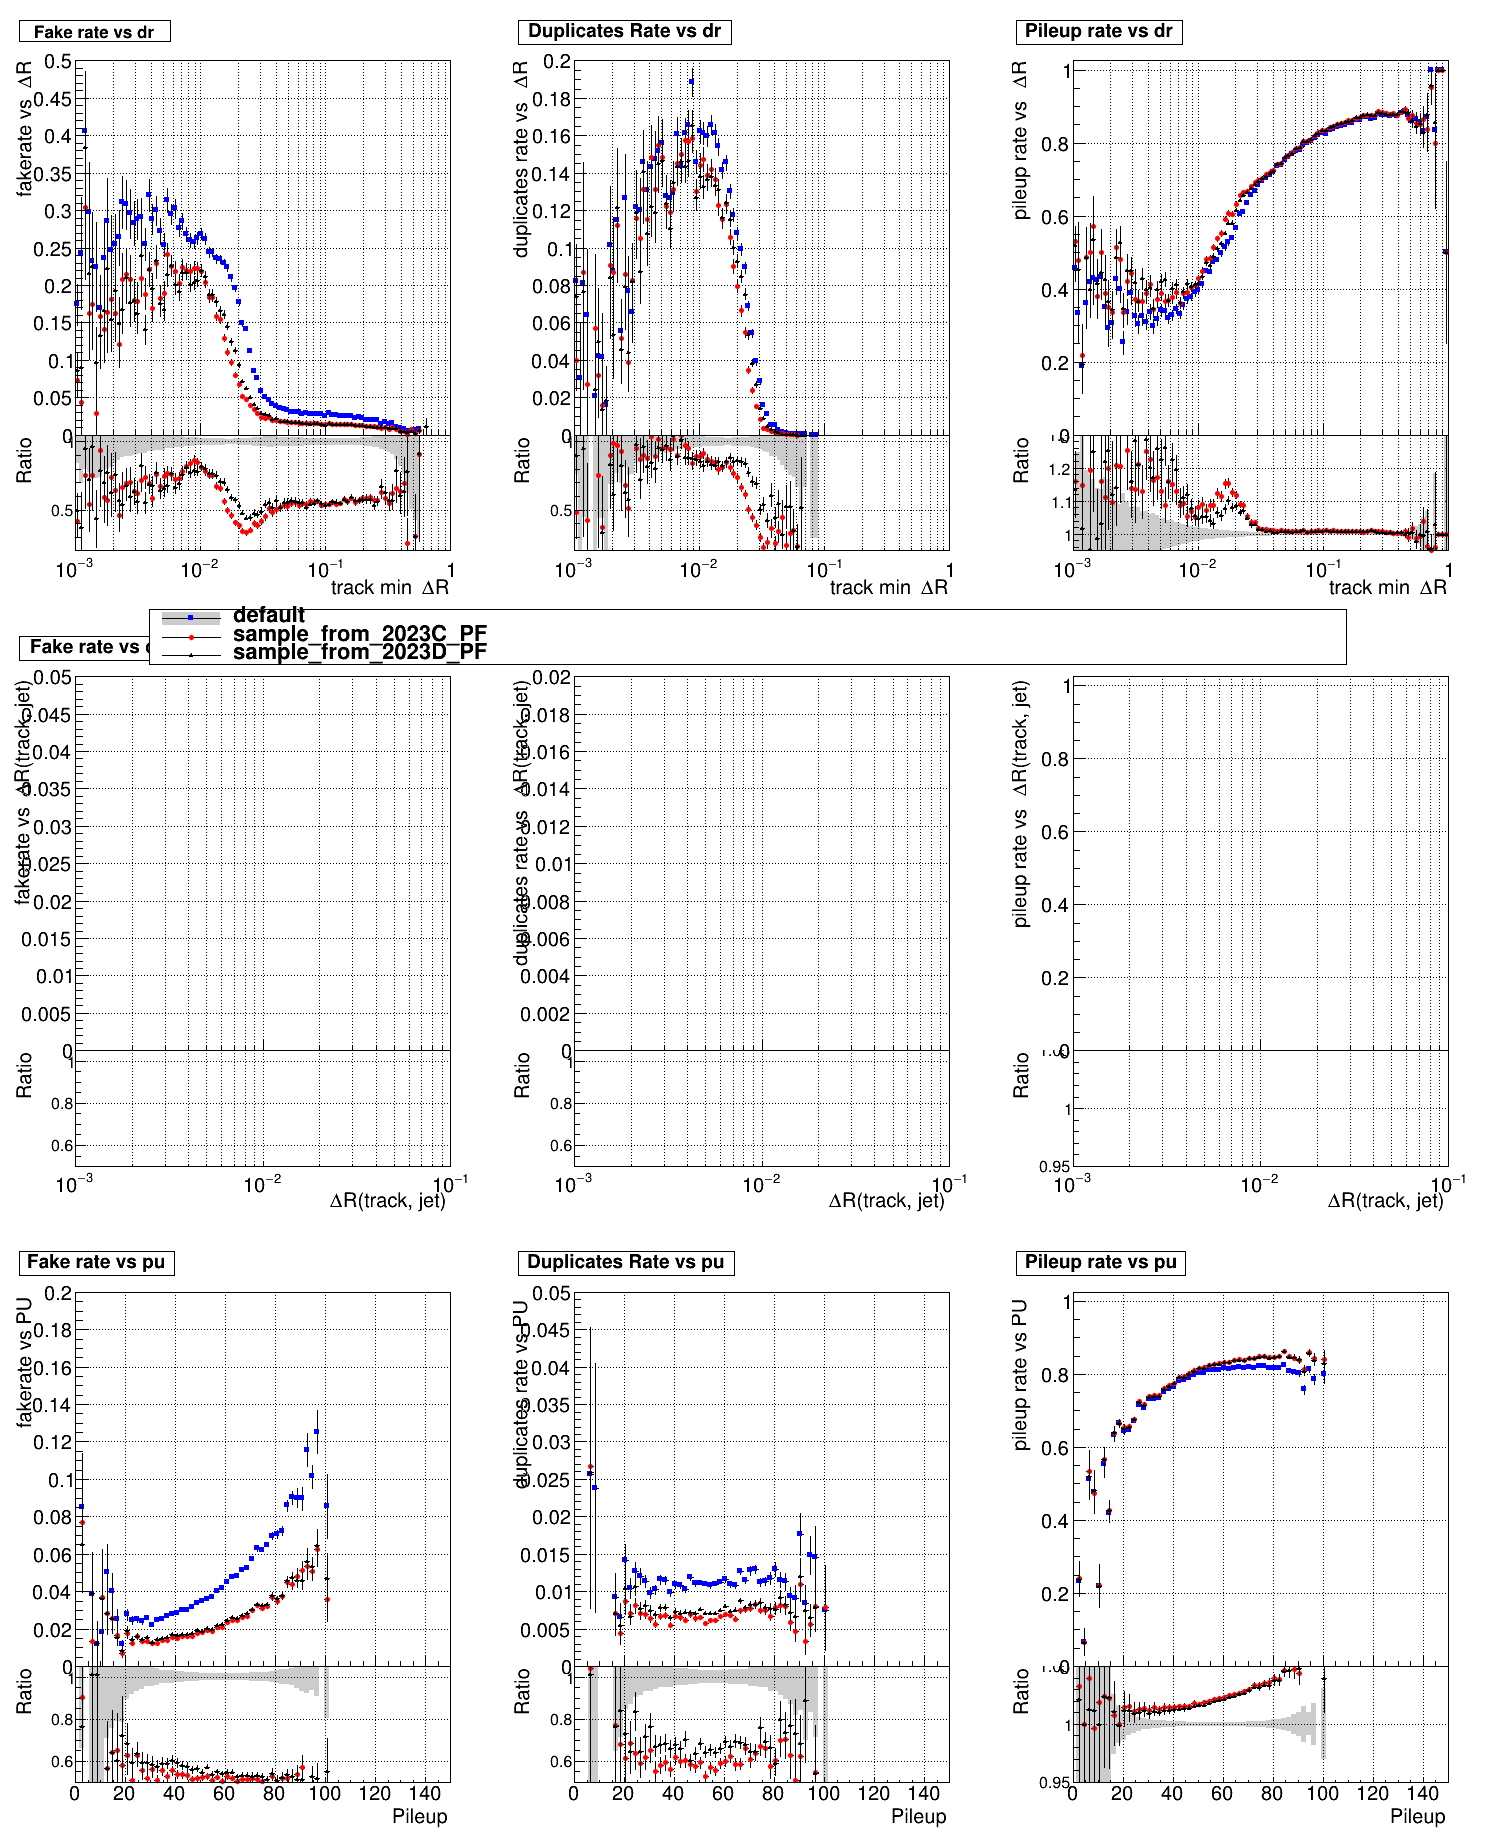 Fake rate vs dr
fakerate vs ΔR
0.5
0.45
0.4
0.35
0.3
0.25
0.2
0.15
0.1
0.05
0
Ratio
0.5
10⁻³ 10⁻² 10⁻¹ 1
track min ΔR
Duplicates Rate vs dr
duplicates rate vs ΔR
0.2
0.18
0.16
0.14
0.12
0.1
0.08
0.06
0.04
0.02
0
Ratio
0.5
10⁻³ 10⁻² 10⁻¹ 1
track min ΔR
Pileup rate vs dr
pileup rate vs ΔR
1
0.8
0.6
0.4
0.2
0
Ratio
1.2
1.1
1
10⁻³ 10⁻² 10⁻¹ 1
track min ΔR
default
sample_from_2023C_PF
sample_from_2023D_PF
Fake rate vs
fakerate vs ΔR(track, jet)
0.05
0.045
0.04
0.035
0.03
0.025
0.02
0.015
0.01
0.005
0
Ratio
1
0.8
0.6
10⁻³ 10⁻² 10⁻¹
ΔR(track, jet)
duplicates rate vs ΔR(track, jet)
0.02
0.018
0.016
0.014
0.012
0.01
0.008
0.006
0.004
0.002
0
Ratio
1
0.8
0.6
10⁻³ 10⁻² 10⁻¹
ΔR(track, jet)
pileup rate vs ΔR(track, jet)
1
0.8
0.6
0.4
0.2
0
Ratio
1
0.95
10⁻³ 10⁻² 10⁻¹
ΔR(track, jet)
Fake rate vs pu
fakerate vs PU
0.2
0.18
0.16
0.14
0.12
0.1
0.08
0.06
0.04
0.02
0
Ratio
1
0.8
0.6
0 20 40 60 80 100 120 140
Pileup
Duplicates Rate vs pu
duplicates rate vs PU
0.05
0.045
0.04
0.035
0.03
0.025
0.02
0.015
0.01
0.005
0
Ratio
1
0.8
0.6
0 20 40 60 80 100 120 140
Pileup
Pileup rate vs pu
pileup rate vs PU
1
0.8
0.6
0.4
0.2
0
Ratio
1
0.95
0 20 40 60 80 100 120 140
Pileup